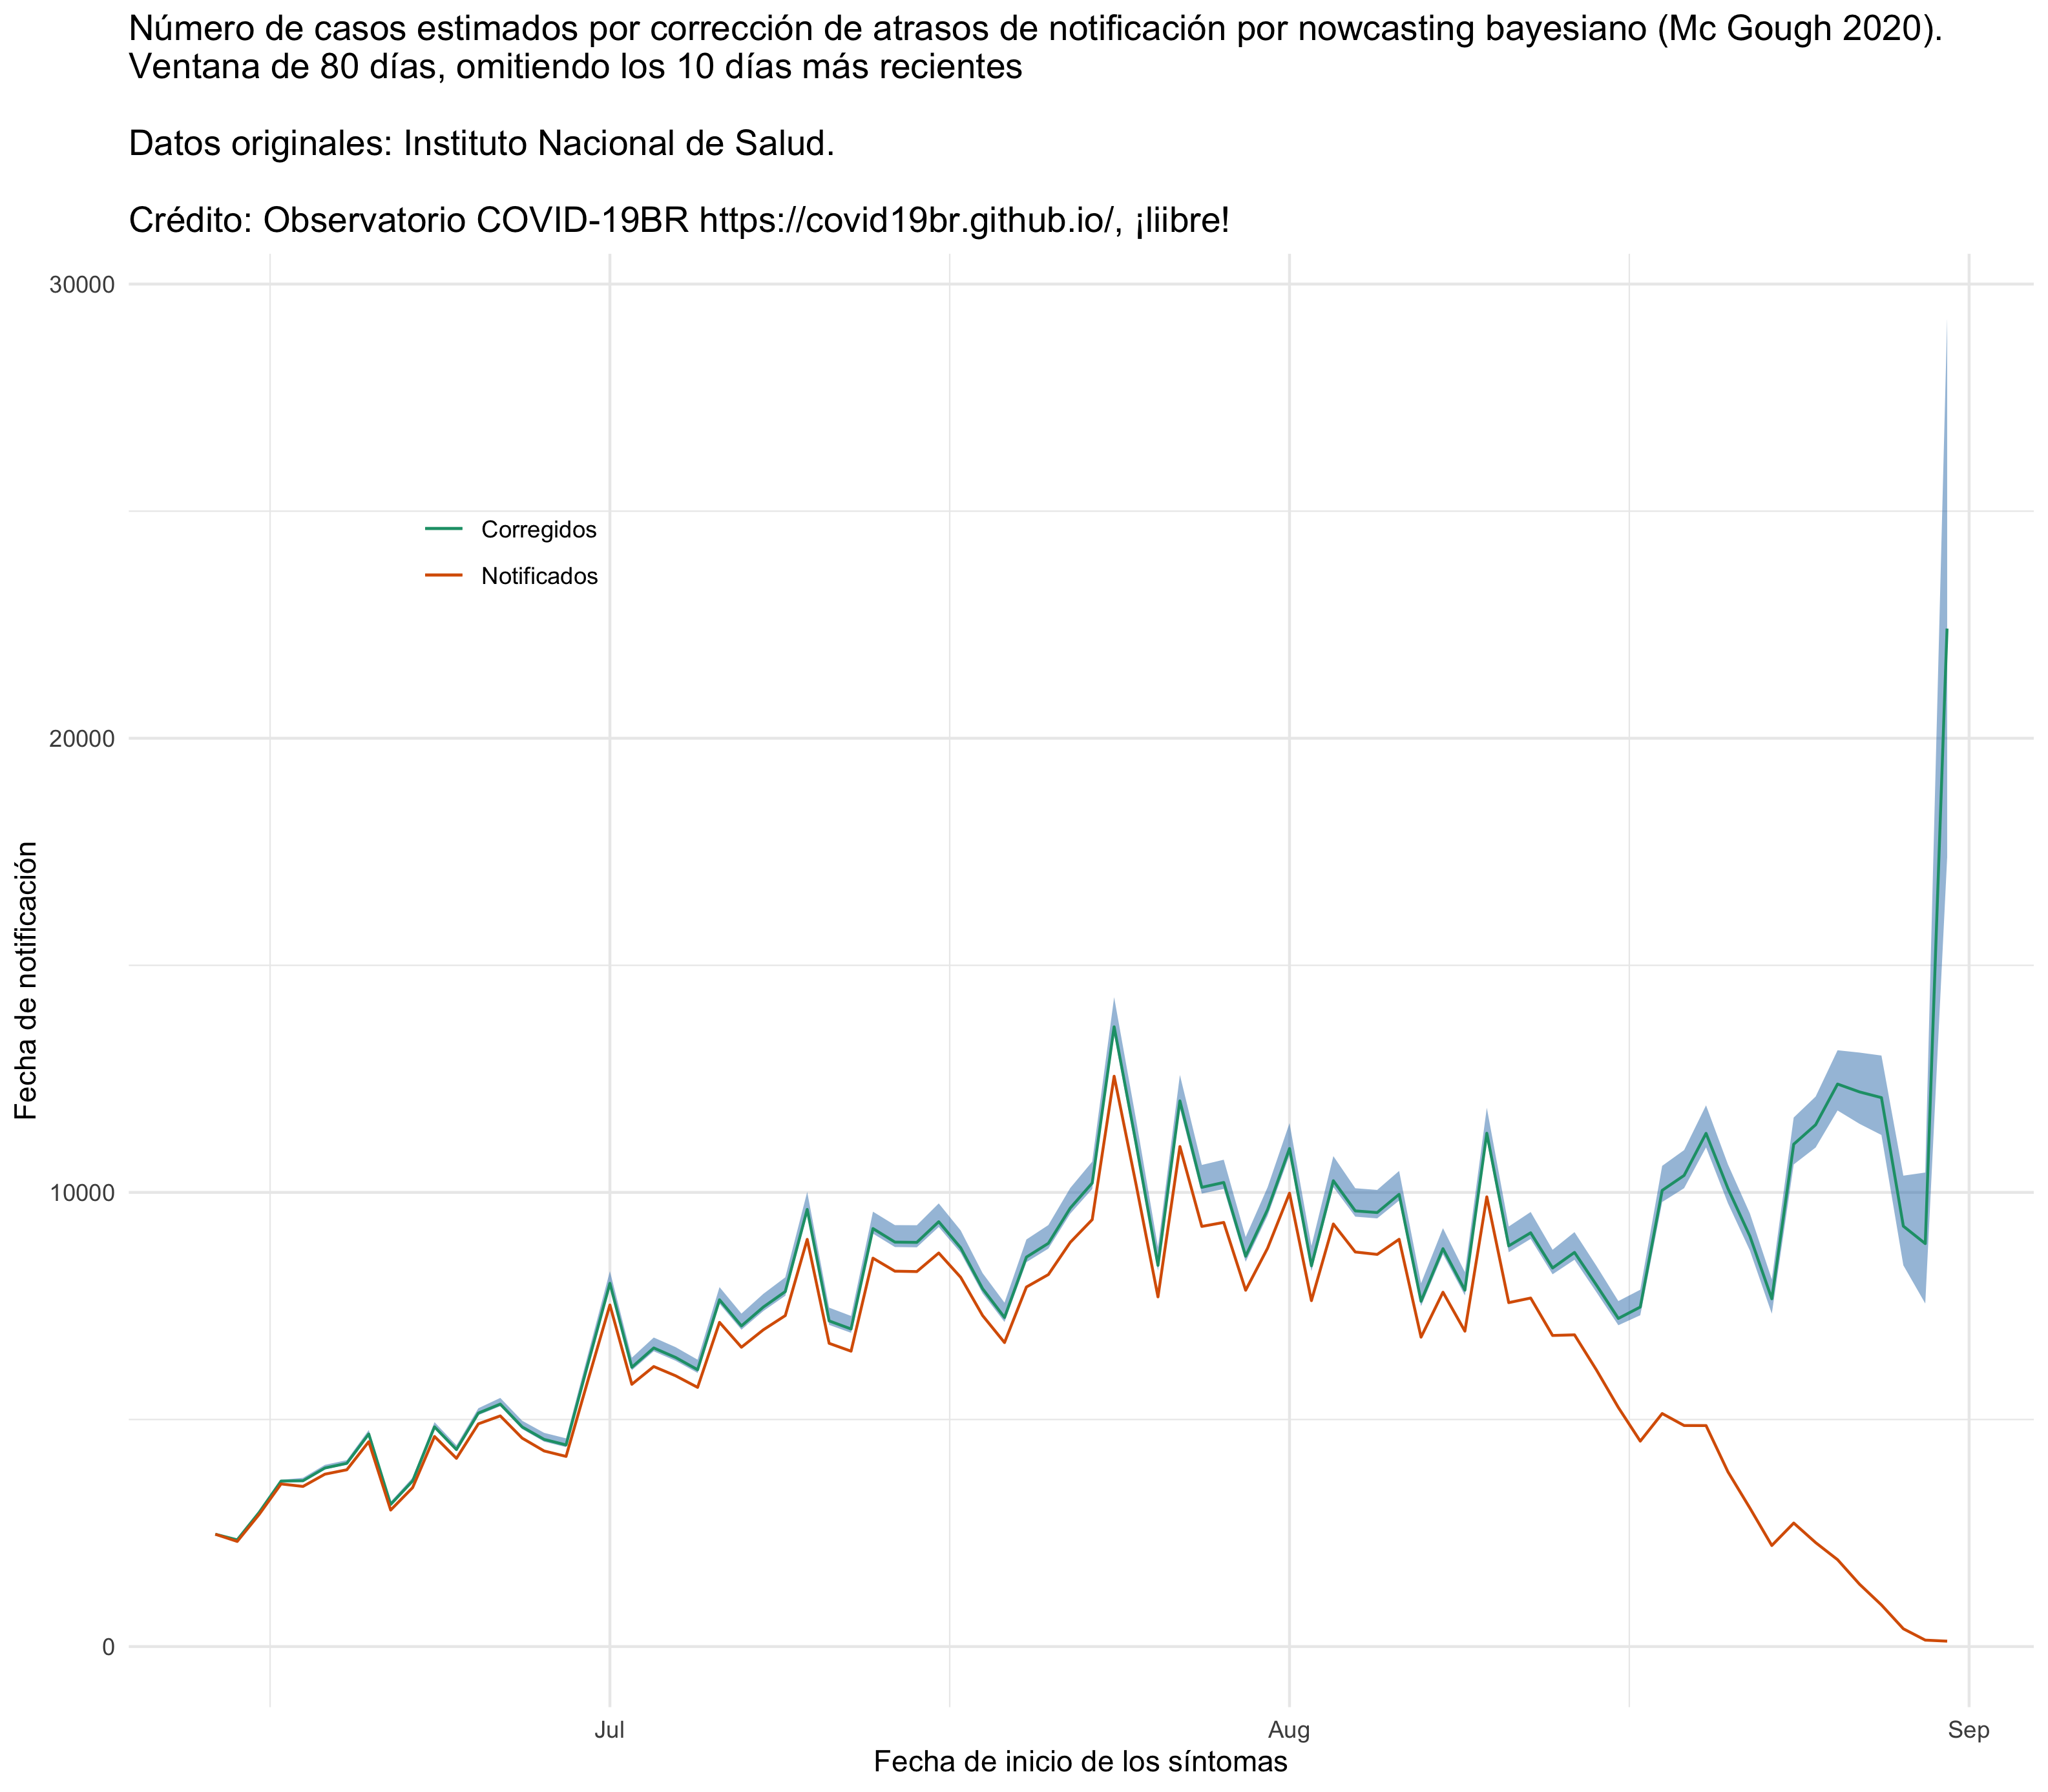 Número de casos estimados por corrección de atrasos de notificación por nowcasting bayesiano (Mc Gough 2020).
Ventana de 80 días, omitiendo los 10 días más recientes
Datos originales: Instituto Nacional de Salud.
Crédito: Observatorio COVID-19BR https://covid19br.github.io/, ¡liibre!
30000
20000
10000
0
Fecha de notificación
Corregidos
Notificados
Jul
Aug
Sep
Fecha de inicio de los síntomas